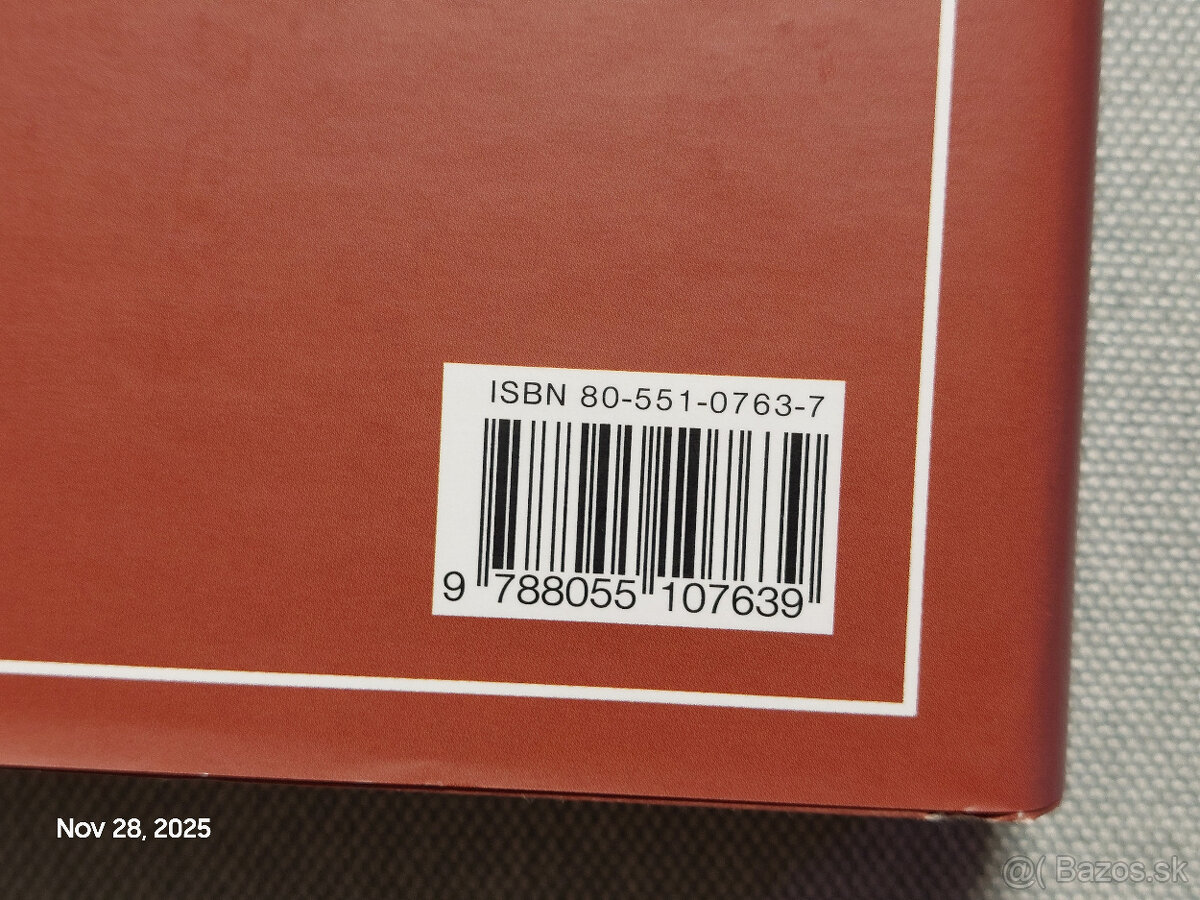 ISBN 80-551-0763-7
9 788055 107639
Nov 28, 2025
@( Bazos.sk